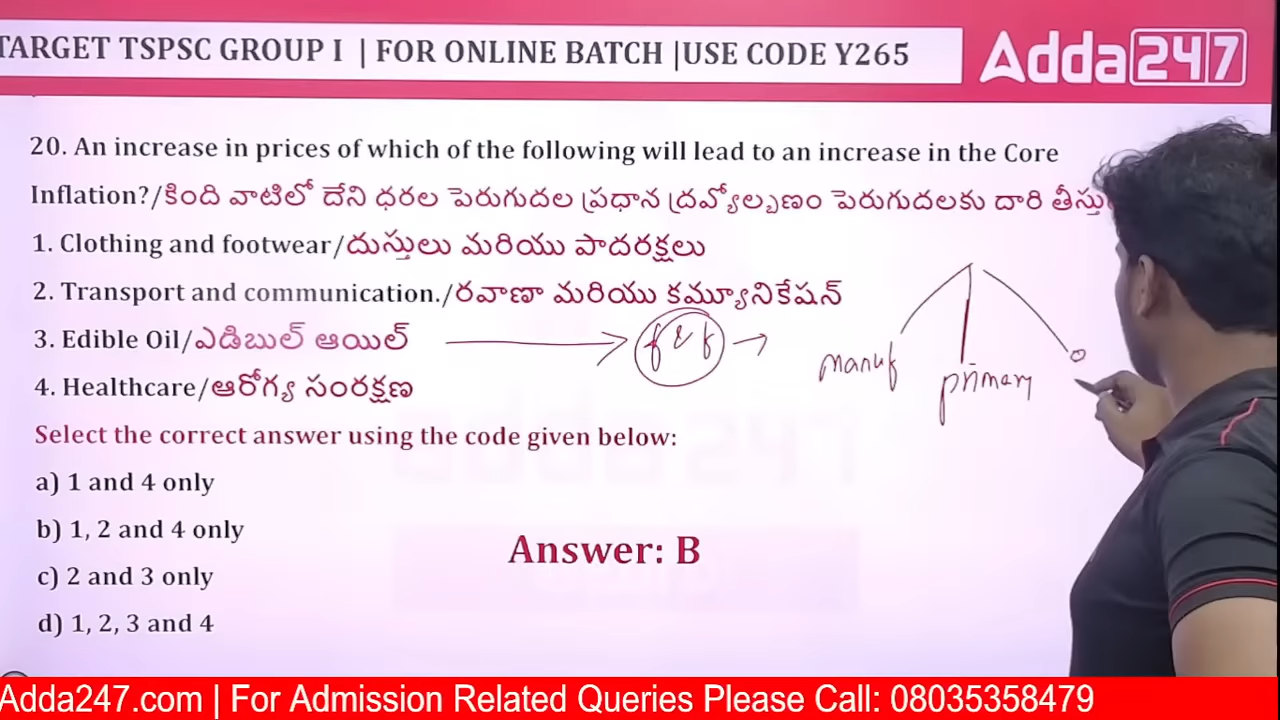 TARGET TSPSC GROUP I | FOR ONLINE BATCH |USE CODE Y265
Adda247
20. An increase in prices of which of the following will lead to an increase in the Core
Inflation?/కింది వాటిలో దేని ధరల పెరుగుదల ప్రధాన ద్రవ్యోల్బణం పెరుగుదలకు దారి
1. Clothing and footwear/దుస్తులు మరియు పాదరక్షలు
2. Transport and communication./రవాణా మరియు కమ్యూనికేషన్
3. Edible Oil/ఎడిబుల్ ఆయిల్
f & f
manuf
primary
4. Healthcare/ఆరోగ్య సంరక్షణ
Select the correct answer using the code given below:
a) 1 and 4 only
b) 1, 2 and 4 only
c) 2 and 3 only
d) 1, 2, 3 and 4
Answer: B
Adda247.com | For Admission Related Queries Please Call: 08035358479